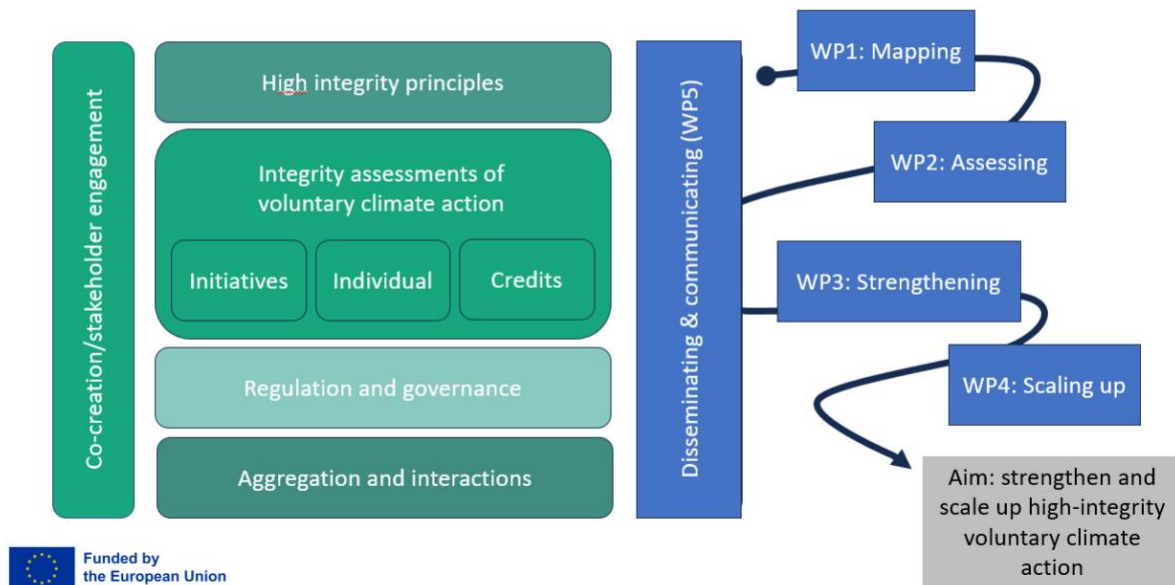 Co-creation/stakeholder engagement
High integrity principles
Integrity assessments of
voluntary climate action
Initiatives
Individual
Credits
Regulation and governance
Aggregation and interactions
Disseminating & communicating (WP5)
WP1: Mapping
WP2: Assessing
WP3: Strengthening
WP4: Scaling up
Aim: strengthen and
scale up high-integrity
voluntary climate
action
Funded by
the European Union